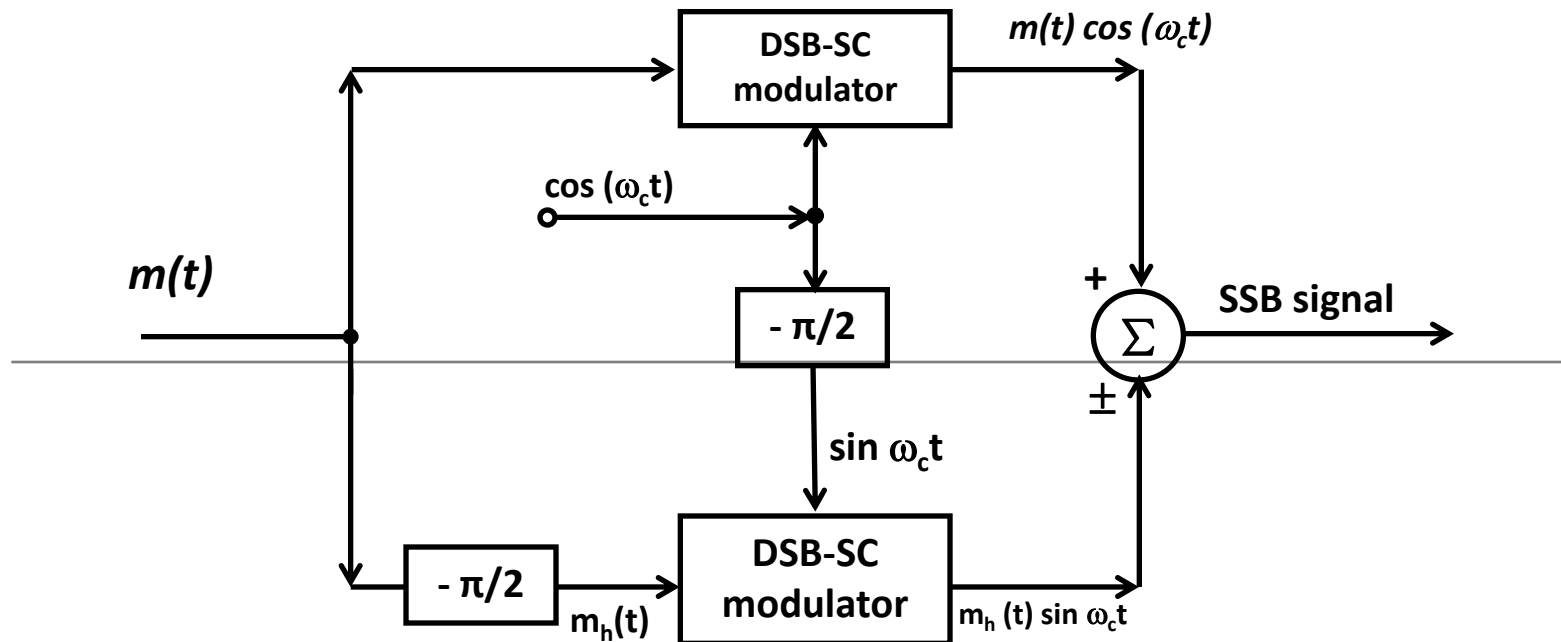 DSB-SC
modulator
m(t) cos (ωct)
cos (ωct)
m(t)
- π/2
+
Σ
±
SSB signal
sin ωct
- π/2
mh(t)
DSB-SC
modulator
mh (t) sin ωct